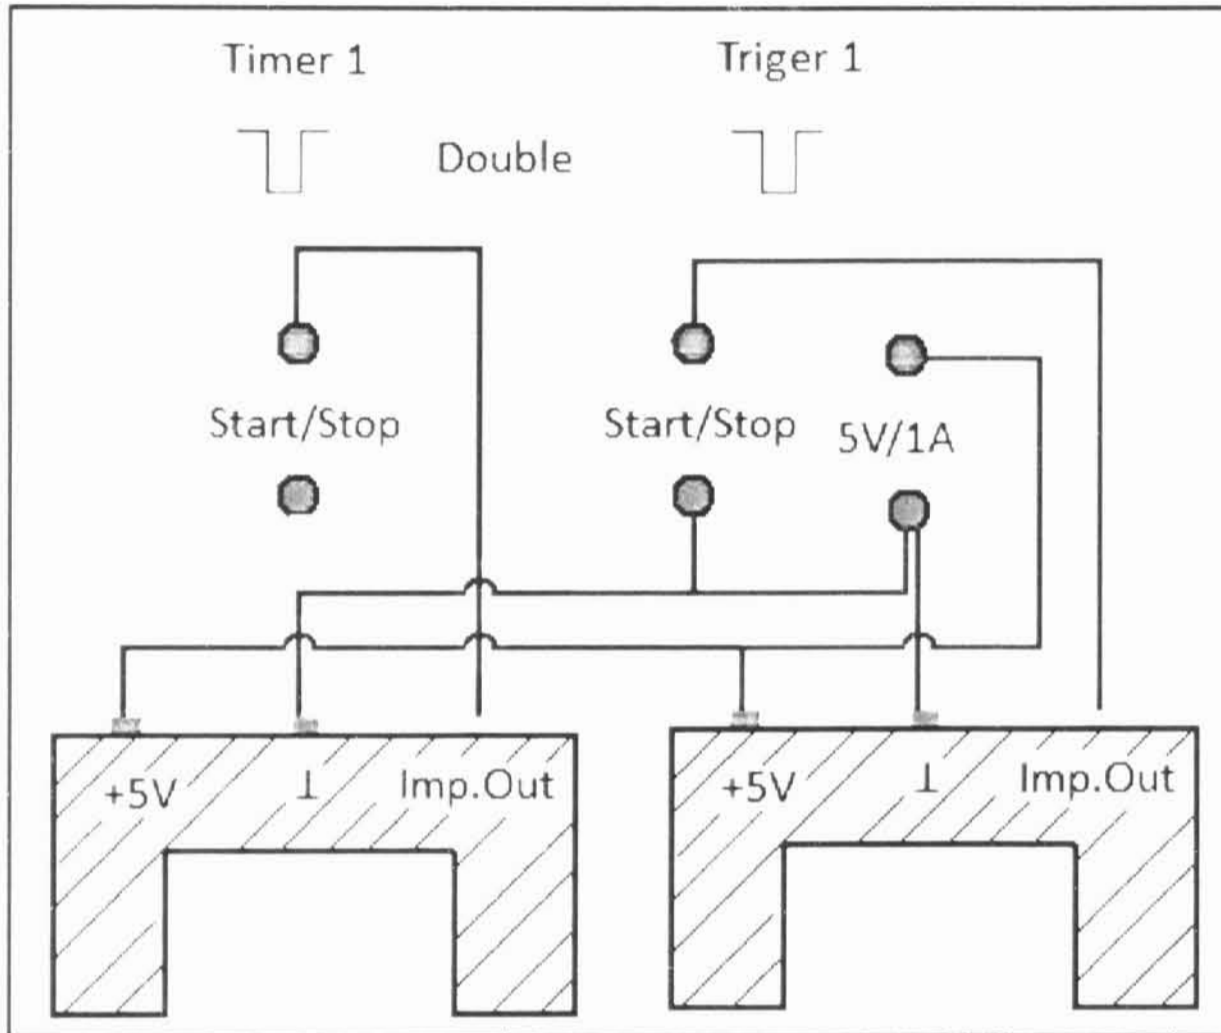 Timer 1
Triger 1
Double
Start/Stop
Start/Stop
5V/1A
+5V
⊥
Imp.Out
+5V
⊥
Imp.Out